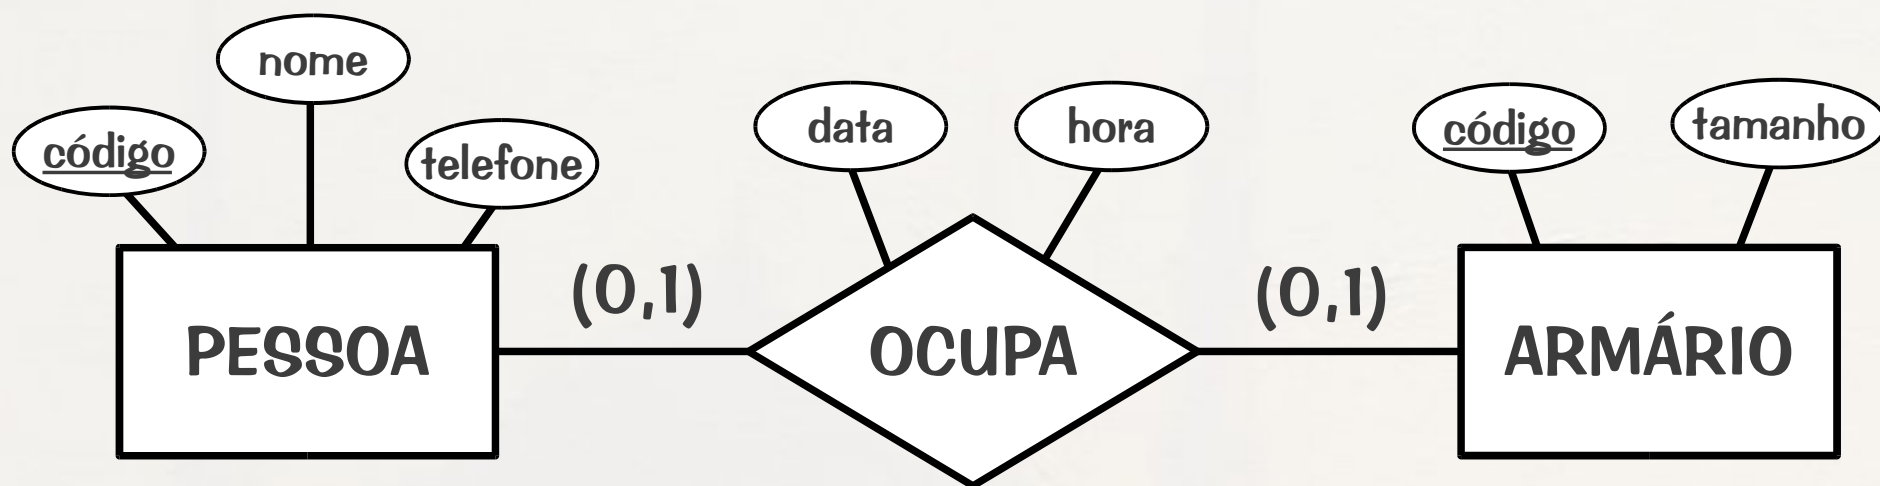 nome
código
telefone
data
hora
código
tamanho
(0,1)
(0,1)
PESSOA
OCUPA
ARMÁRIO